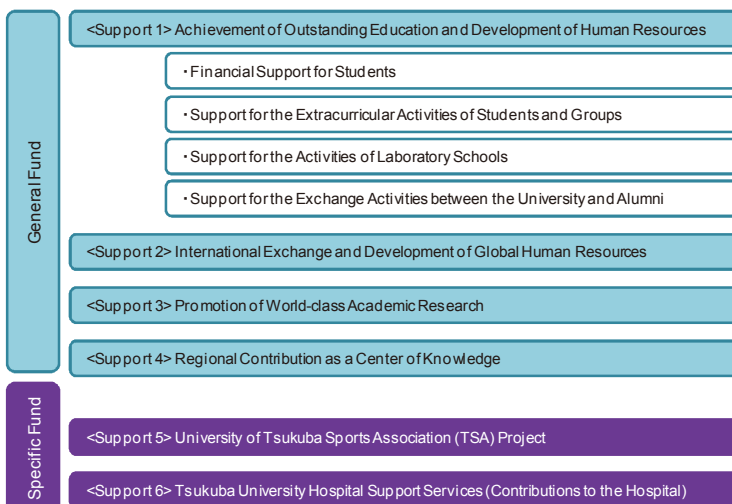 General Fund
<Support 1> Achievement of Outstanding Education and Development of Human Resources
・Financial Support for Students
・Support for the Extracurricular Activities of Students and Groups
・Support for the Activities of Laboratory Schools
・Support for the Exchange Activities between the University and Alumni
<Support 2> International Exchange and Development of Global Human Resources
<Support 3> Promotion of World-class Academic Research
<Support 4> Regional Contribution as a Center of Knowledge
Specific Fund
<Support 5> University of Tsukuba Sports Association (TSA) Project
<Support 6> Tsukuba University Hospital Support Services (Contributions to the Hospital)